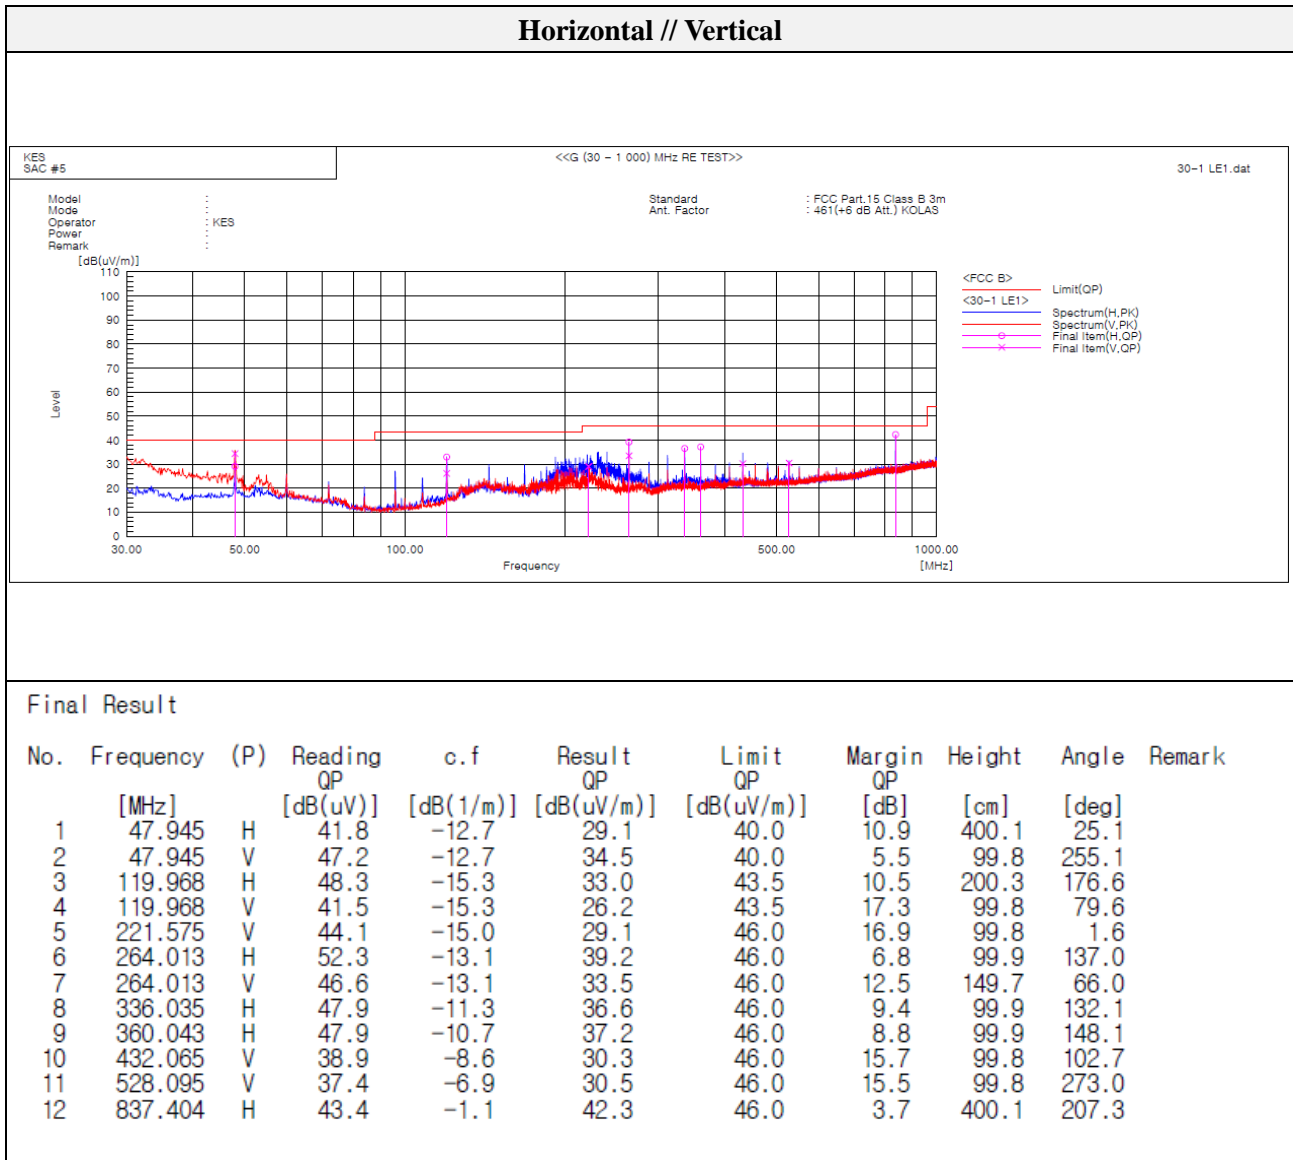 Horizontal // Vertical
KES
SAC #5
<<G (30 - 1 000) MHz RE TEST>>
30-1 LE1.dat
Model :
Mode :
Operator : KES
Power :
Remark :
Standard : FCC Part.15 Class B 3m
Ant. Factor : 461(+6 dB Att.) KOLAS
[dB(uV/m)]
110
100
90
80
70
60
50
40
30
20
10
0
Level
30.00 50.00 100.00 500.00 1000.00
Frequency [MHz]
<FCC B>
Limit(QP)
<30-1 LE1>
Spectrum(H,PK)
Spectrum(V,PK)
Final Item(H,QP)
Final Item(V,QP)
Final Result
No. Frequency (P) Reading c.f Result Limit Margin Height Angle Remark
QP QP QP QP
[MHz] [dB(uV)] [dB(1/m)] [dB(uV/m)] [dB(uV/m)] [dB] [cm] [deg]
1 47.945 H 41.8 -12.7 29.1 40.0 10.9 400.1 25.1
2 47.945 V 47.2 -12.7 34.5 40.0 5.5 99.8 255.1
3 119.968 H 48.3 -15.3 33.0 43.5 10.5 200.3 176.6
4 119.968 V 41.5 -15.3 26.2 43.5 17.3 99.8 79.6
5 221.575 V 44.1 -15.0 29.1 46.0 16.9 99.8 1.6
6 264.013 H 52.3 -13.1 39.2 46.0 6.8 99.9 137.0
7 264.013 V 46.6 -13.1 33.5 46.0 12.5 149.7 66.0
8 336.035 H 47.9 -11.3 36.6 46.0 9.4 99.9 132.1
9 360.043 H 47.9 -10.7 37.2 46.0 8.8 99.9 148.1
10 432.065 V 38.9 -8.6 30.3 46.0 15.7 99.8 102.7
11 528.095 V 37.4 -6.9 30.5 46.0 15.5 99.8 273.0
12 837.404 H 43.4 -1.1 42.3 46.0 3.7 400.1 207.3